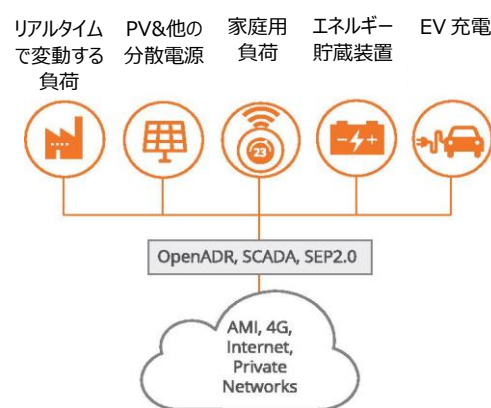 リアルタイム
で変動する
負荷
PV&他の
分散電源
家庭用
負荷
エネルギー
貯蔵装置
EV 充電
23
OpenADR, SCADA, SEP2.0
AMI, 4G,
Internet,
Private
Networks